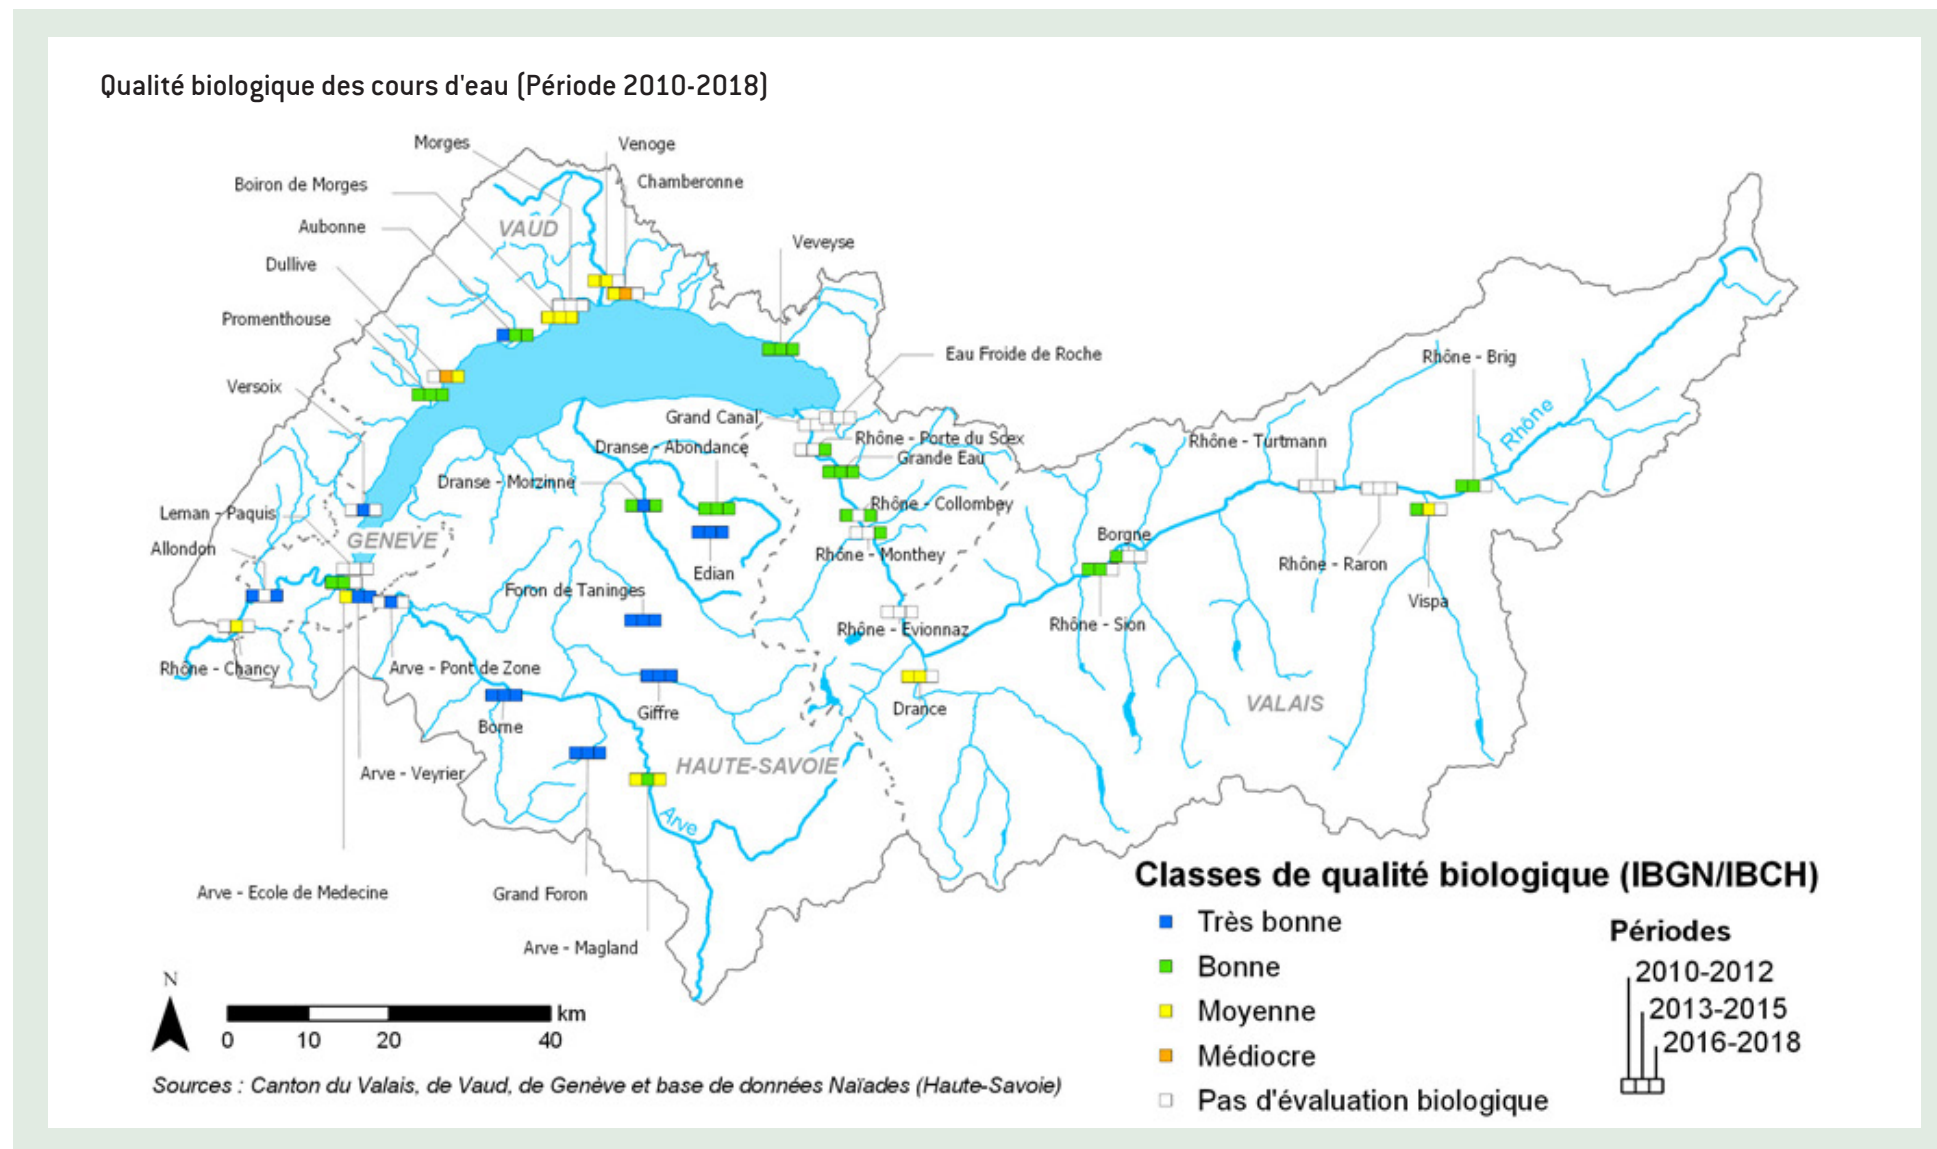 Qualité biologique des cours d'eau (Période 2010-2018)
Morges
Venoge
Boiron de Morges
Chamberonne
Aubonne
VAUD
Veveyse
Dullive
Promenthouse
Eau Froide de Roche
Rhône - Brig
Versoix
Rhône
Grand Canal
Rhône - Porte du Scex
Rhône - Turtmann
Dranse - Abondance
Grande Eau
Dranse - Morzinne
Rhône - Collombey
Leman - Paquis
GENEVE
Borgne
Allondon
Rhône - Monthey
Rhône - Raron
Edian
Foron de Taninges
Vispa
Rhône - Evionnaz
Rhône - Sion
Rhône - Chancy
Arve - Pont de Zone
Giffre
Drance
VALAIS
Borne
HAUTE-SAVOIE
Arve - Veyrier
Arve
Arve - Ecole de Medecine
Grand Foron
Arve - Magland
Classes de qualité biologique (IBGN/IBCH)
Très bonne
Bonne
Moyenne
Médiocre
Pas d'évaluation biologique
Périodes
2010-2012
2013-2015
2016-2018
N
km
0 10 20 40
Sources : Canton du Valais, de Vaud, de Genève et base de données Naïades (Haute-Savoie)